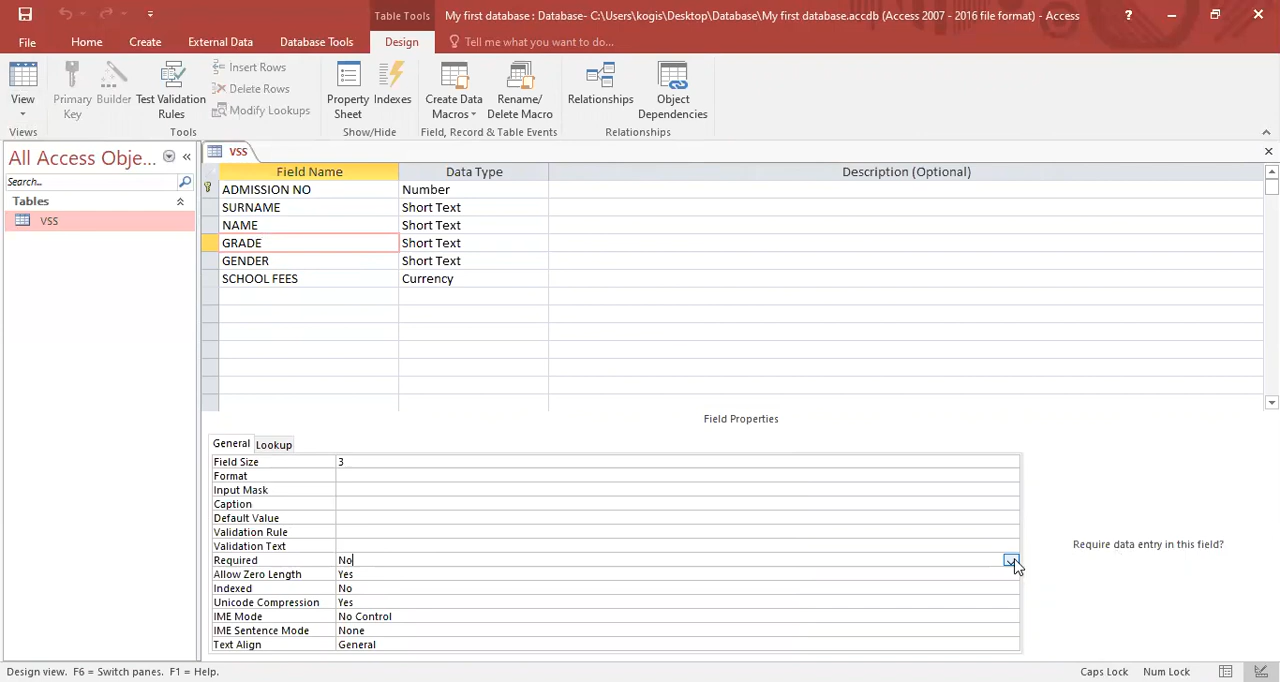 Table Tools
My first database : Database- C:\Users\kogis\Desktop\Database\My first database.accdb (Access 2007 - 2016 file format) - Access
?
File Home Create External Data Database Tools Design Tell me what you want to do...
View
Primary Key
Builder
Test Validation Rules
Insert Rows
Delete Rows
Modify Lookups
Property Sheet
Indexes
Create Data Macros
Rename/ Delete Macro
Relationships
Object Dependencies
Views Tools Show/Hide Field, Record & Table Events Relationships
All Access Obje... «
Search...
Tables
VSS
VSS
Field Name Data Type Description (Optional)
ADMISSION NO Number
SURNAME Short Text
NAME Short Text
GRADE Short Text
GENDER Short Text
SCHOOL FEES Currency
Field Properties
General Lookup
Field Size 3
Format
Input Mask
Caption
Default Value
Validation Rule
Validation Text
Required No
Allow Zero Length Yes
Indexed No
Unicode Compression Yes
IME Mode No Control
IME Sentence Mode None
Text Align General
Require data entry in this field?
Design view. F6 = Switch panes. F1 = Help.
Caps Lock Num Lock